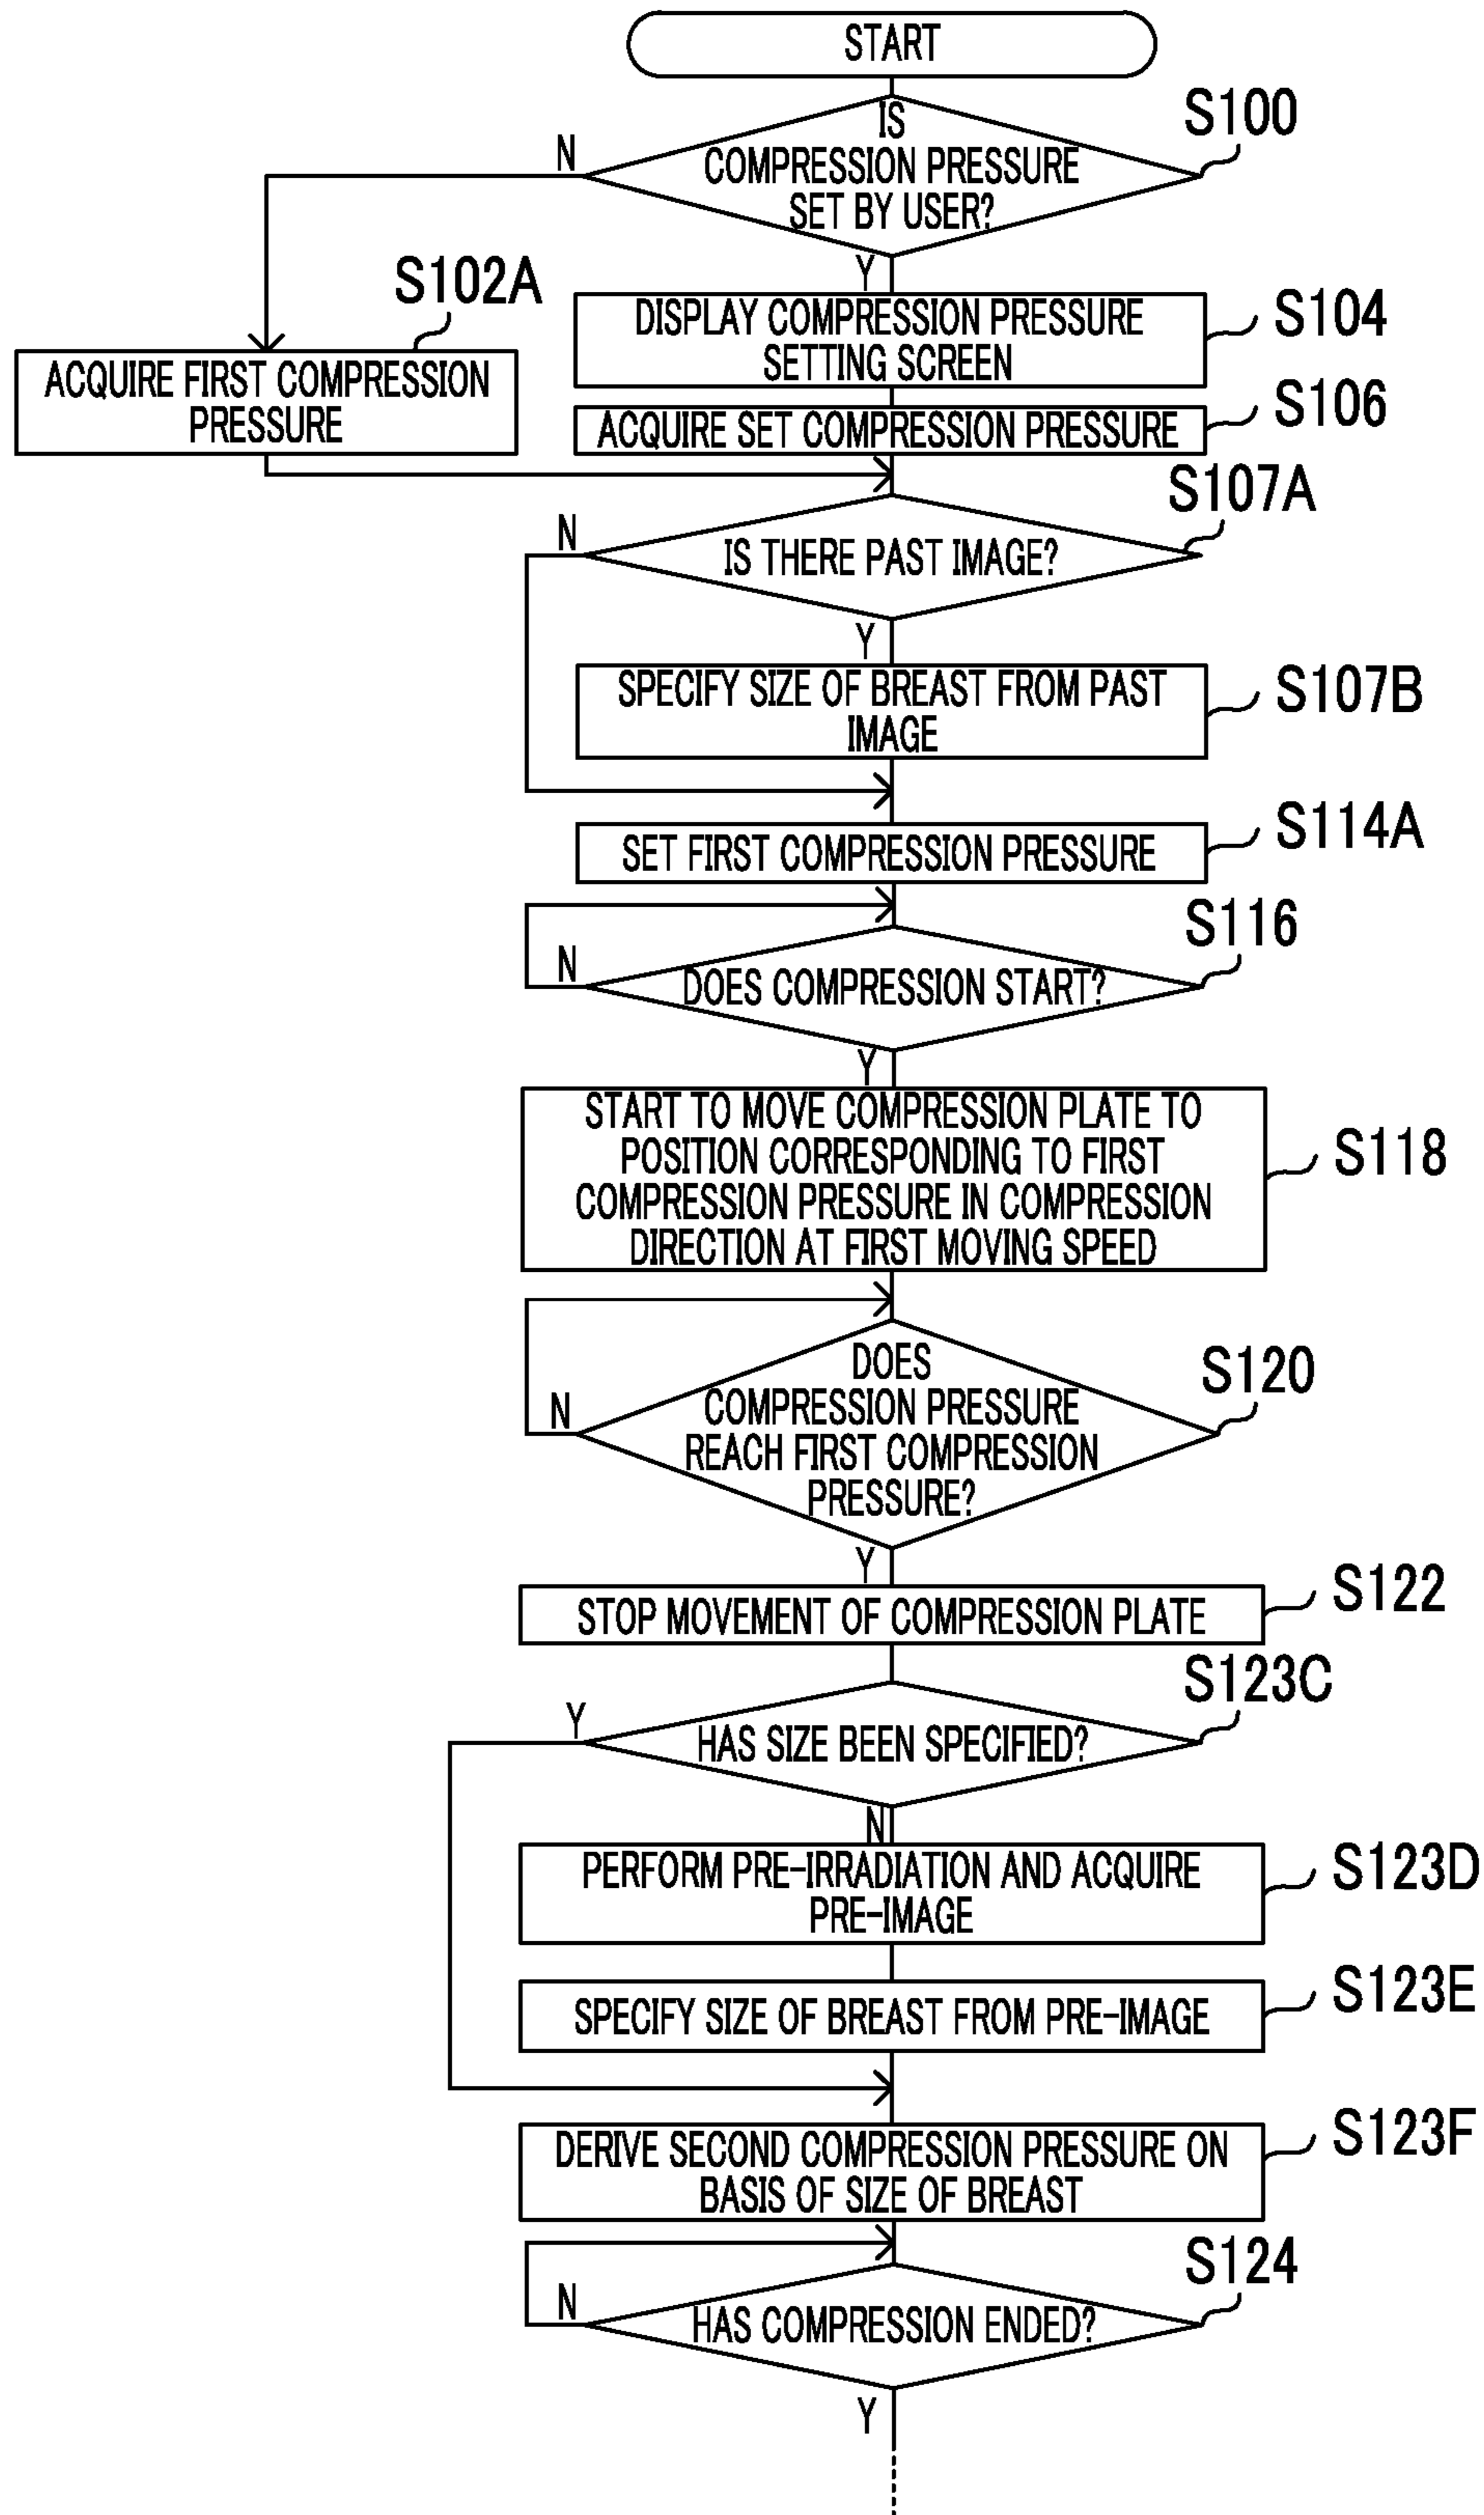 START
IS
COMPRESSION PRESSURE
SET BY USER?
S100
N
Y
S102A
ACQUIRE FIRST COMPRESSION
PRESSURE
DISPLAY COMPRESSION PRESSURE
SETTING SCREEN
S104
ACQUIRE SET COMPRESSION PRESSURE
S106
S107A
N
IS THERE PAST IMAGE?
Y
SPECIFY SIZE OF BREAST FROM PAST
IMAGE
S107B
SET FIRST COMPRESSION PRESSURE
S114A
S116
N
DOES COMPRESSION START?
Y
START TO MOVE COMPRESSION PLATE TO
POSITION CORRESPONDING TO FIRST
COMPRESSION PRESSURE IN COMPRESSION
DIRECTION AT FIRST MOVING SPEED
S118
DOES
COMPRESSION PRESSURE
REACH FIRST COMPRESSION
PRESSURE?
S120
N
Y
STOP MOVEMENT OF COMPRESSION PLATE
S122
S123C
Y
HAS SIZE BEEN SPECIFIED?
N
PERFORM PRE-IRRADIATION AND ACQUIRE
PRE-IMAGE
S123D
SPECIFY SIZE OF BREAST FROM PRE-IMAGE
S123E
DERIVE SECOND COMPRESSION PRESSURE ON
BASIS OF SIZE OF BREAST
S123F
S124
N
HAS COMPRESSION ENDED?
Y